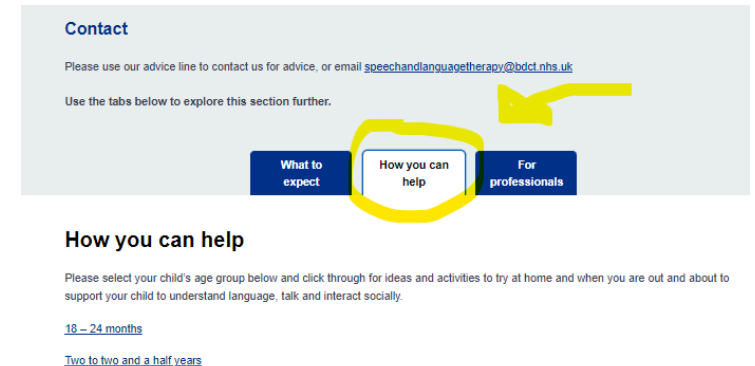 Contact
Please use our advice line to contact us for advice, or email speechandlanguagetherapy@bdct.nhs.uk
Use the tabs below to explore this section further.
What to
expect
How you can
help
For
professionals
How you can help
Please select your child's age group below and click through for ideas and activities to try at home and when you are out and about to
support your child to understand language, talk and interact socially.
18 – 24 months
Two to two and a half years